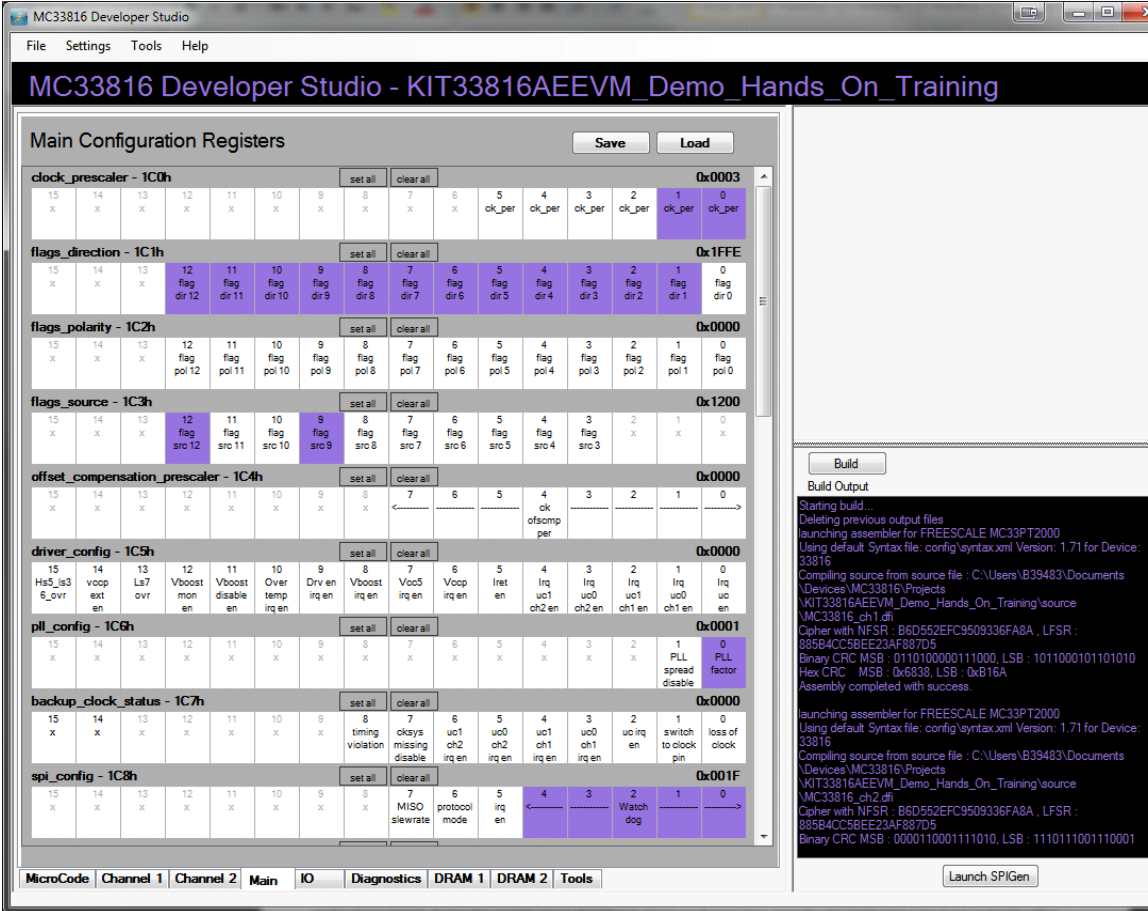 MC33816 Developer Studio
File Settings Tools Help
MC33816 Developer Studio - KIT33816AEEVM_Demo_Hands_On_Training
Main Configuration Registers
Save Load
clock_prescaler - 1C0h set all clear all 0x0003
15 14 13 12 11 10 9 8 7 6 5 4 3 2 1 0
x x x x x x x x x x ck_per ck_per ck_per ck_per ck_per ck_per
flags_direction - 1C1h set all clear all 0x1FFE
15 14 13 12 11 10 9 8 7 6 5 4 3 2 1 0
x x x flag flag flag flag flag flag flag flag flag flag flag flag flag
dir 12 dir 11 dir 10 dir 9 dir 8 dir 7 dir 6 dir 5 dir 4 dir 3 dir 2 dir 1 dir 0
flags_polarity - 1C2h set all clear all 0x0000
15 14 13 12 11 10 9 8 7 6 5 4 3 2 1 0
x x x flag flag flag flag flag flag flag flag flag flag flag flag flag
pol 12 pol 11 pol 10 pol 9 pol 8 pol 7 pol 6 pol 5 pol 4 pol 3 pol 2 pol 1 pol 0
flags_source - 1C3h set all clear all 0x1200
15 14 13 12 11 10 9 8 7 6 5 4 3 2 1 0
x x x flag flag flag flag flag flag flag flag flag flag x x x
src 12 src 11 src 10 src 9 src 8 src 7 src 6 src 5 src 4 src 3
offset_compensation_prescaler - 1C4h set all clear all 0x0000
15 14 13 12 11 10 9 8 7 6 5 4 3 2 1 0
x x x x x x x x <---------- ----------- ----------- ck ----------- ----------- ----------- ---------->
ofscmp
per
driver_config - 1C5h set all clear all 0x0000
15 14 13 12 11 10 9 8 7 6 5 4 3 2 1 0
Hs5_ls3 vccp Ls7 Vboost Vboost Over Drv en Vboost Vcc5 Vccp Iret Irq Irq Irq Irq Irq
6_ovr ext ovr mon disable temp irq en irq en irq en irq en en uc1 uc0 uc1 uc0 uc
en en en irq en ch2 en ch2 en ch1 en ch1 en en
pll_config - 1C6h set all clear all 0x0001
15 14 13 12 11 10 9 8 7 6 5 4 3 2 1 0
x x x x x x x x x x x x x x PLL PLL
spread factor
disable
backup_clock_status - 1C7h set all clear all 0x0000
15 14 13 12 11 10 9 8 7 6 5 4 3 2 1 0
x x x x x x x timing cksys uc1 uc0 uc1 uc0 uc irq switch loss of
violation missing ch2 ch2 ch1 ch1 en to clock clock
disable irq en irq en irq en irq en pin
spi_config - 1C8h set all clear all 0x001F
15 14 13 12 11 10 9 8 7 6 5 4 3 2 1 0
x x x x x x x x MISO protocol irq <---------- ----------- Watch ----------- ---------->
slewrate mode en dog
MicroCode Channel 1 Channel 2 Main IO Diagnostics DRAM 1 DRAM 2 Tools
Build
Build Output
Starting build...
Deleting previous output files
launching assembler for FREESCALE MC33PT2000
Using default Syntax file: config\syntax.xml Version: 1.71 for Device:
33816
Compiling source from source file : C:\Users\B39483\Documents
\Devices\MC33816\Projects
\KIT33816AEEVM_Demo_Hands_On_Training\source
\MC33816_ch1.dfi
Cipher with NFSR : B6D552EFC9509336FA8A , LFSR :
885B4CC5BEE23AF887D5
Binary CRC MSB : 0110100000111000, LSB : 1011000101101010
Hex CRC MSB : 0x6838, LSB : 0xB16A
Assembly completed with success.
launching assembler for FREESCALE MC33PT2000
Using default Syntax file: config\syntax.xml Version: 1.71 for Device:
33816
Compiling source from source file : C:\Users\B39483\Documents
\Devices\MC33816\Projects
\KIT33816AEEVM_Demo_Hands_On_Training\source
\MC33816_ch2.dfi
Cipher with NFSR : B6D552EFC9509336FA8A , LFSR :
885B4CC5BEE23AF887D5
Binary CRC MSB : 0000110001111010, LSB : 1110111001110001
Launch SPIGen